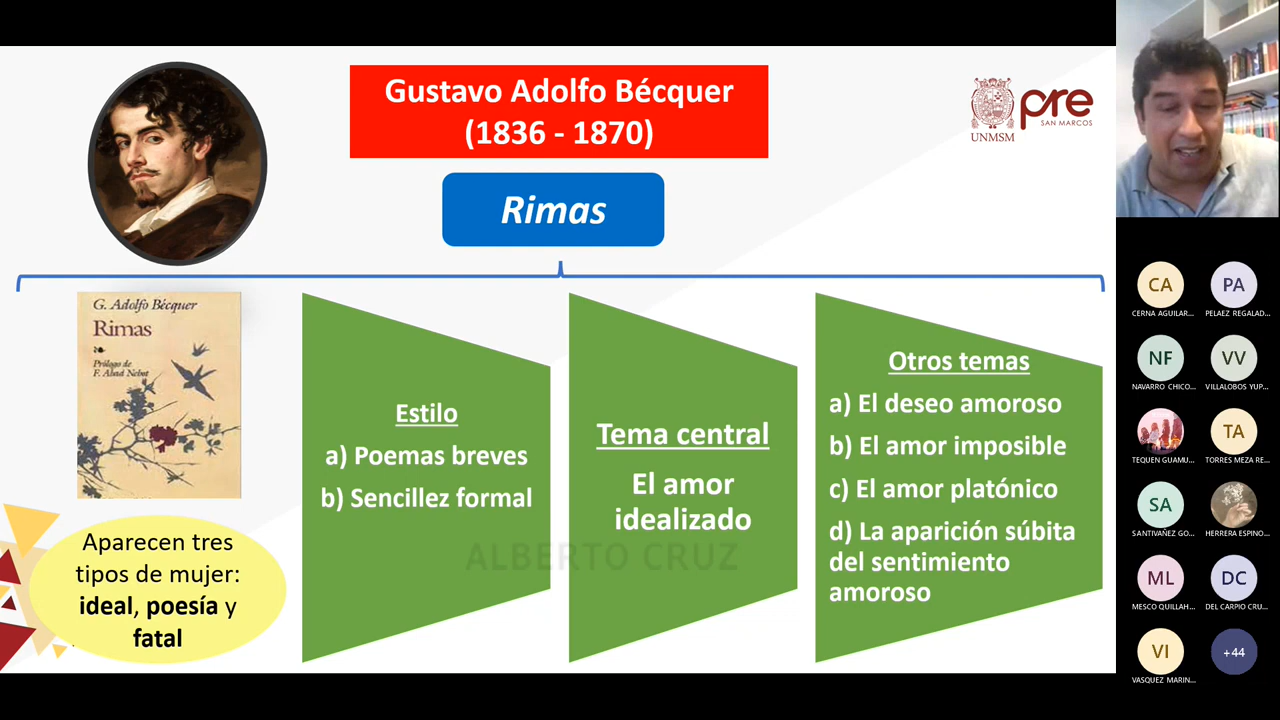 Gustavo Adolfo Bécquer
(1836 - 1870)
UNMSM
pre
SAN MARCOS
Rimas
G. Adolfo Bécquer
Rimas
Prólogo de
F. Abad Nebot
Estilo
a) Poemas breves
b) Sencillez formal
Tema central
El amor
idealizado
Otros temas
a) El deseo amoroso
b) El amor imposible
c) El amor platónico
d) La aparición súbita
del sentimiento
amoroso
Aparecen tres
tipos de mujer:
ideal, poesía y
fatal
ALBERTO CRUZ
CA
CERNA AGUILAR...
PA
PELAEZ REGALAD...
NF
NAVARRO CHICO...
VV
VILLALOBOS YUP...
TEQUEN GUAMU...
TA
TORRES MEZA RE...
SA
SANTIVAÑEZ GO...
HERRERA ESPINO...
ML
MESCO QUILLAH...
DC
DEL CARPIO CRU...
VI
VASQUEZ MARIN...
+44